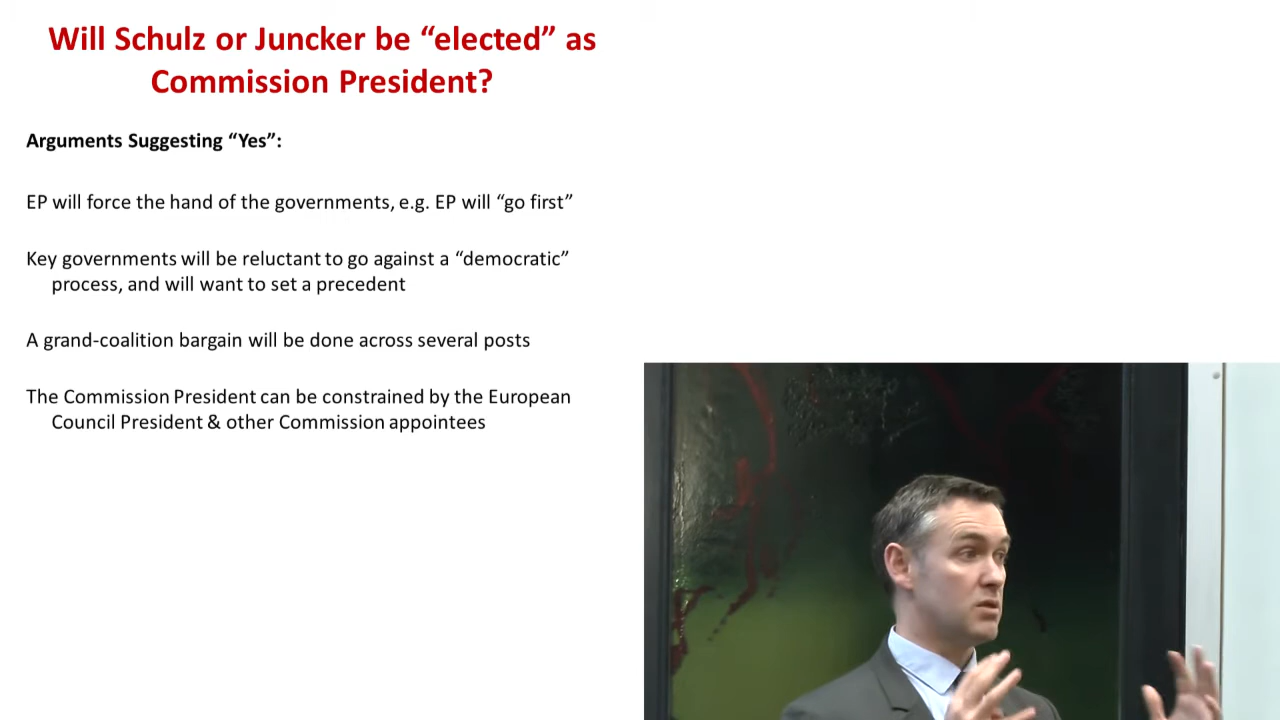 Will Schulz or Juncker be “elected” as
Commission President?
Arguments Suggesting “Yes”:
EP will force the hand of the governments, e.g. EP will “go first”
Key governments will be reluctant to go against a “democratic”
process, and will want to set a precedent
A grand-coalition bargain will be done across several posts
The Commission President can be constrained by the European
Council President & other Commission appointees